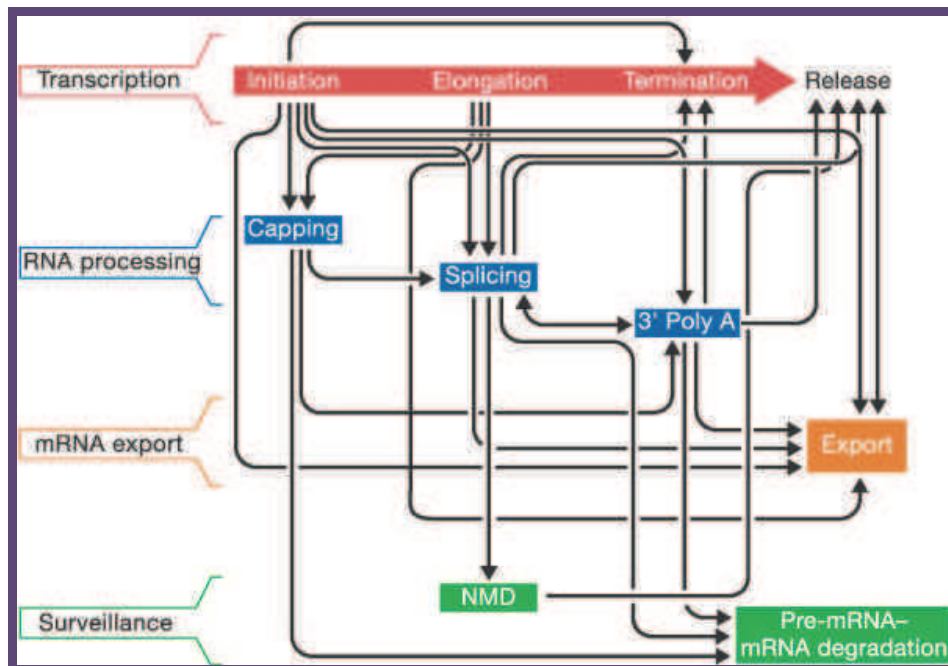 Transcription
Initiation
Elongation
Termination
Release
RNA processing
Capping
Splicing
3' Poly A
mRNA export
Export
Surveillance
NMD
Pre-mRNA–
mRNA degradation